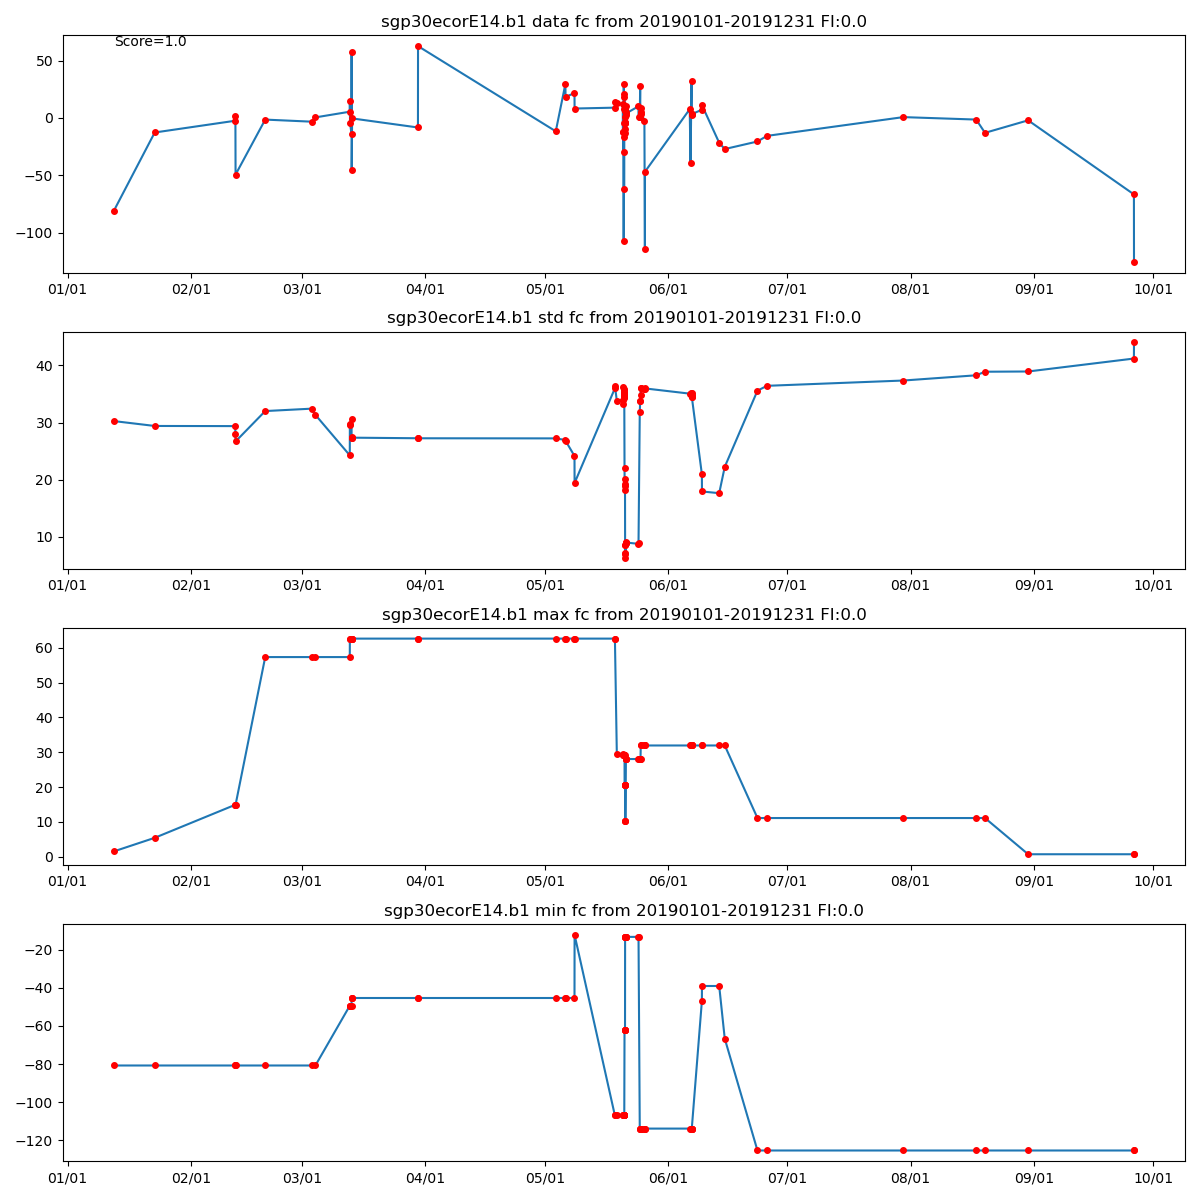 sgp30ecorE14.b1 data fc from 20190101-20191231 FI:0.0
Score=1.0
50
0
−50
−100
01/01 02/01 03/01 04/01 05/01 06/01 07/01 08/01 09/01 10/01
sgp30ecorE14.b1 std fc from 20190101-20191231 FI:0.0
40
30
20
10
01/01 02/01 03/01 04/01 05/01 06/01 07/01 08/01 09/01 10/01
sgp30ecorE14.b1 max fc from 20190101-20191231 FI:0.0
60
50
40
30
20
10
0
01/01 02/01 03/01 04/01 05/01 06/01 07/01 08/01 09/01 10/01
sgp30ecorE14.b1 min fc from 20190101-20191231 FI:0.0
−20
−40
−60
−80
−100
−120
01/01 02/01 03/01 04/01 05/01 06/01 07/01 08/01 09/01 10/01